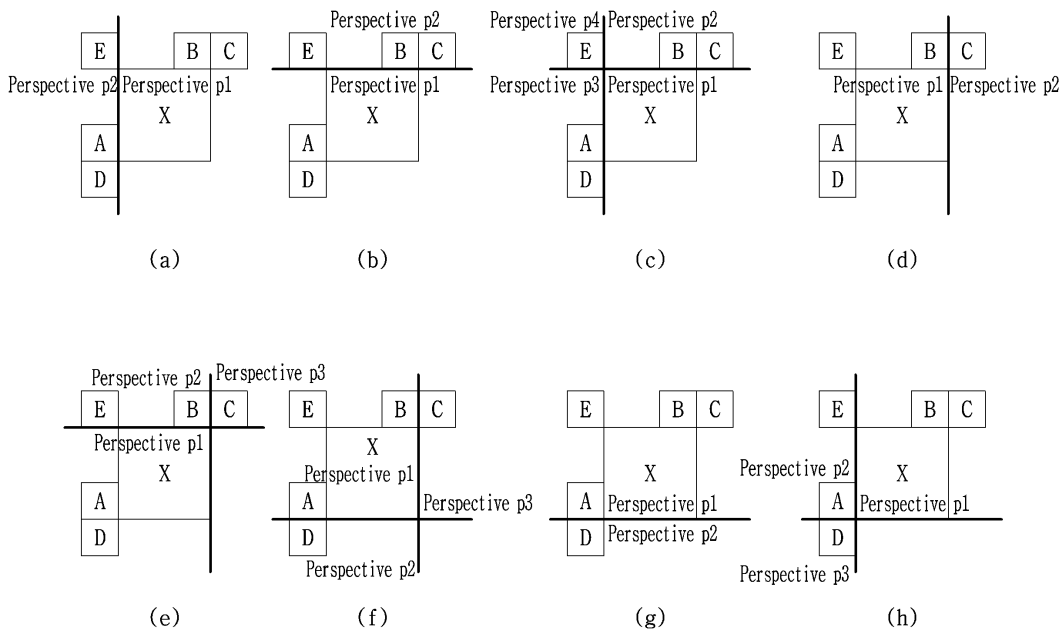 Perspective p2
Perspective p4 Perspective p2
E B C
E B C
E B C
E B C
Perspective p2 Perspective p1
Perspective p1
Perspective p3 Perspective p1
Perspective p1 Perspective p2
X
X
X
X
A
A
A
A
D
D
D
D
(a)
(b)
(c)
(d)
Perspective p2 Perspective p3
E B C
E B C
E B C
E B C
Perspective p1
X
X
Perspective p1
X
X
Perspective p2
A
A
Perspective p3
A
Perspective p1
A
Perspective p1
D
D
D
Perspective p2
D
Perspective p2
Perspective p3
(e)
(f)
(g)
(h)